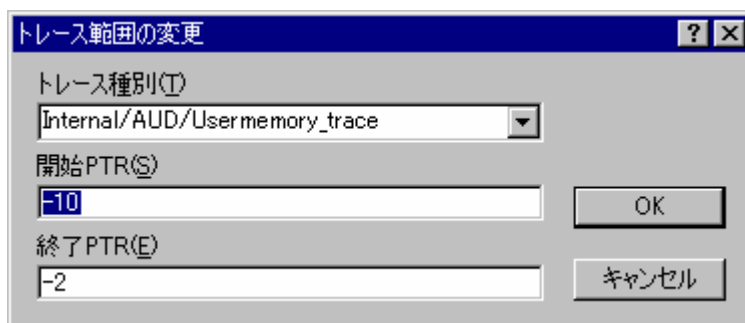 トレース範囲の変更
トレース種別(T)
Internal/AUD/Usermemory_trace
開始PTR(S)
-10
OK
終了PTR(E)
-2
キャンセル